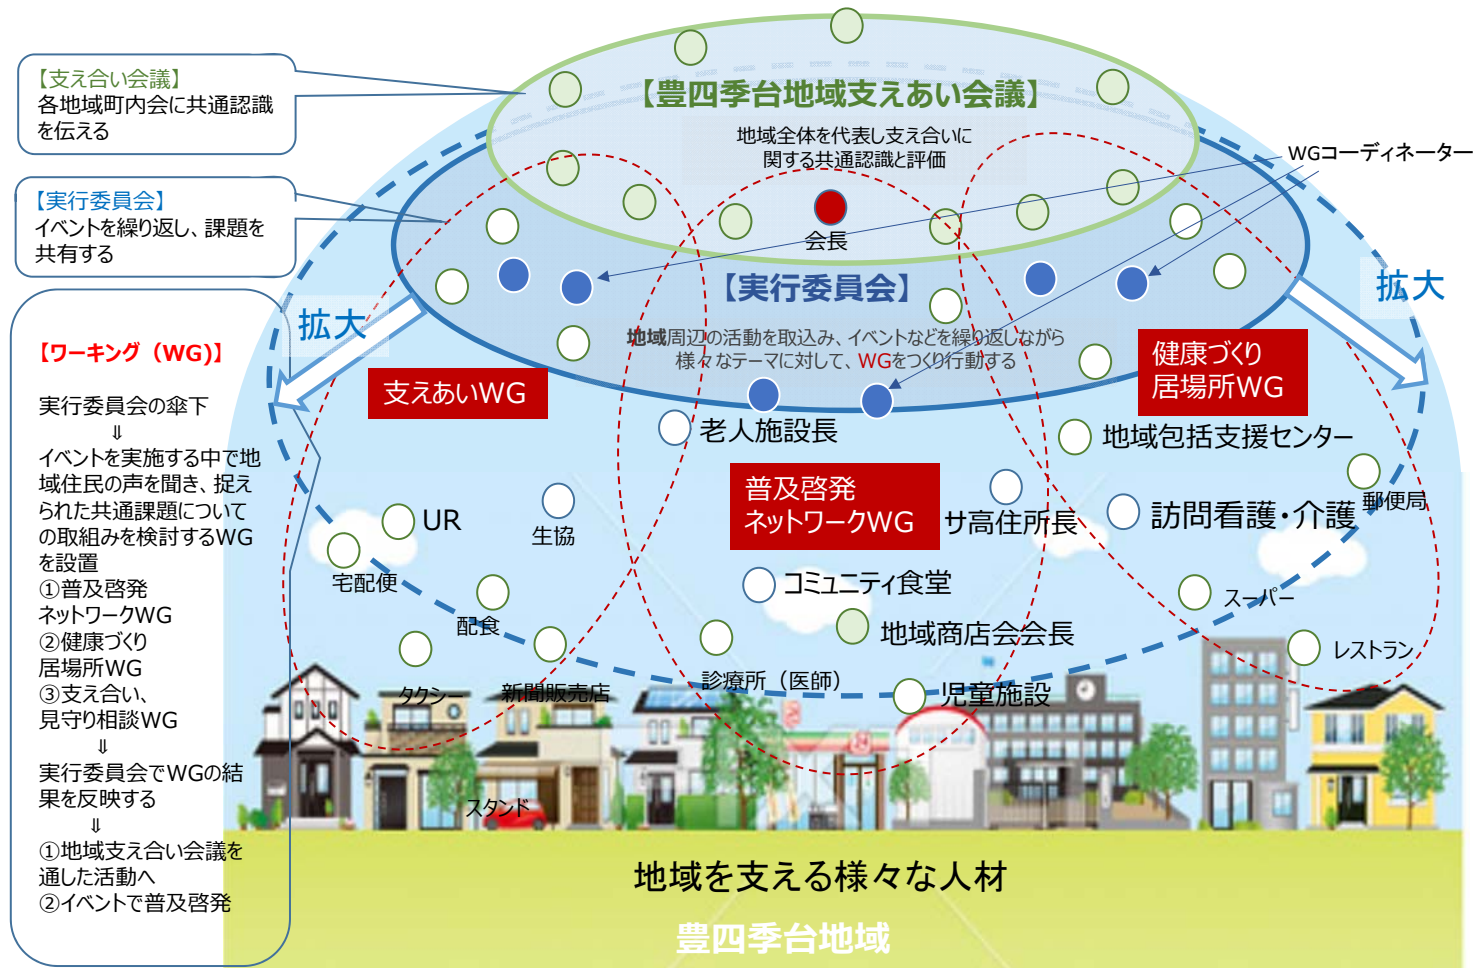 【支え合い会議】
各地域町内会に共通認識
を伝える
【実行委員会】
イベントを繰り返し、課題を
共有する
【ワーキング（WG)】
実行委員会の傘下
⇓
イベントを実施する中で地
域住民の声を聞き、捉え
られた共通課題について
の取組みを検討するWG
を設置
①普及啓発
ネットワークWG
②健康づくり
居場所WG
③支え合い、
見守り相談WG
⇓
実行委員会でWGの結
果を反映する
⇓
①地域支え合い会議を
通した活動へ
②イベントで普及啓発
【豊四季台地域支えあい会議】
地域全体を代表し支え合いに
関する共通認識と評価
会長
WGコーディネーター
【実行委員会】
地域周辺の活動を取込み、イベントなどを繰り返しながら
様々なテーマに対して、WGをつくり行動する
拡大
拡大
支えあいWG
健康づくり
居場所WG
普及啓発
ネットワークWG
老人施設長
地域包括支援センター
郵便局
UR
生協
サ高住所長
訪問看護・介護
宅配便
配食
コミュニティ食堂
スーパー
地域商店会会長
レストラン
タクシー
新聞販売店
診療所（医師）
児童施設
スタンド
地域を支える様々な人材
豊四季台地域